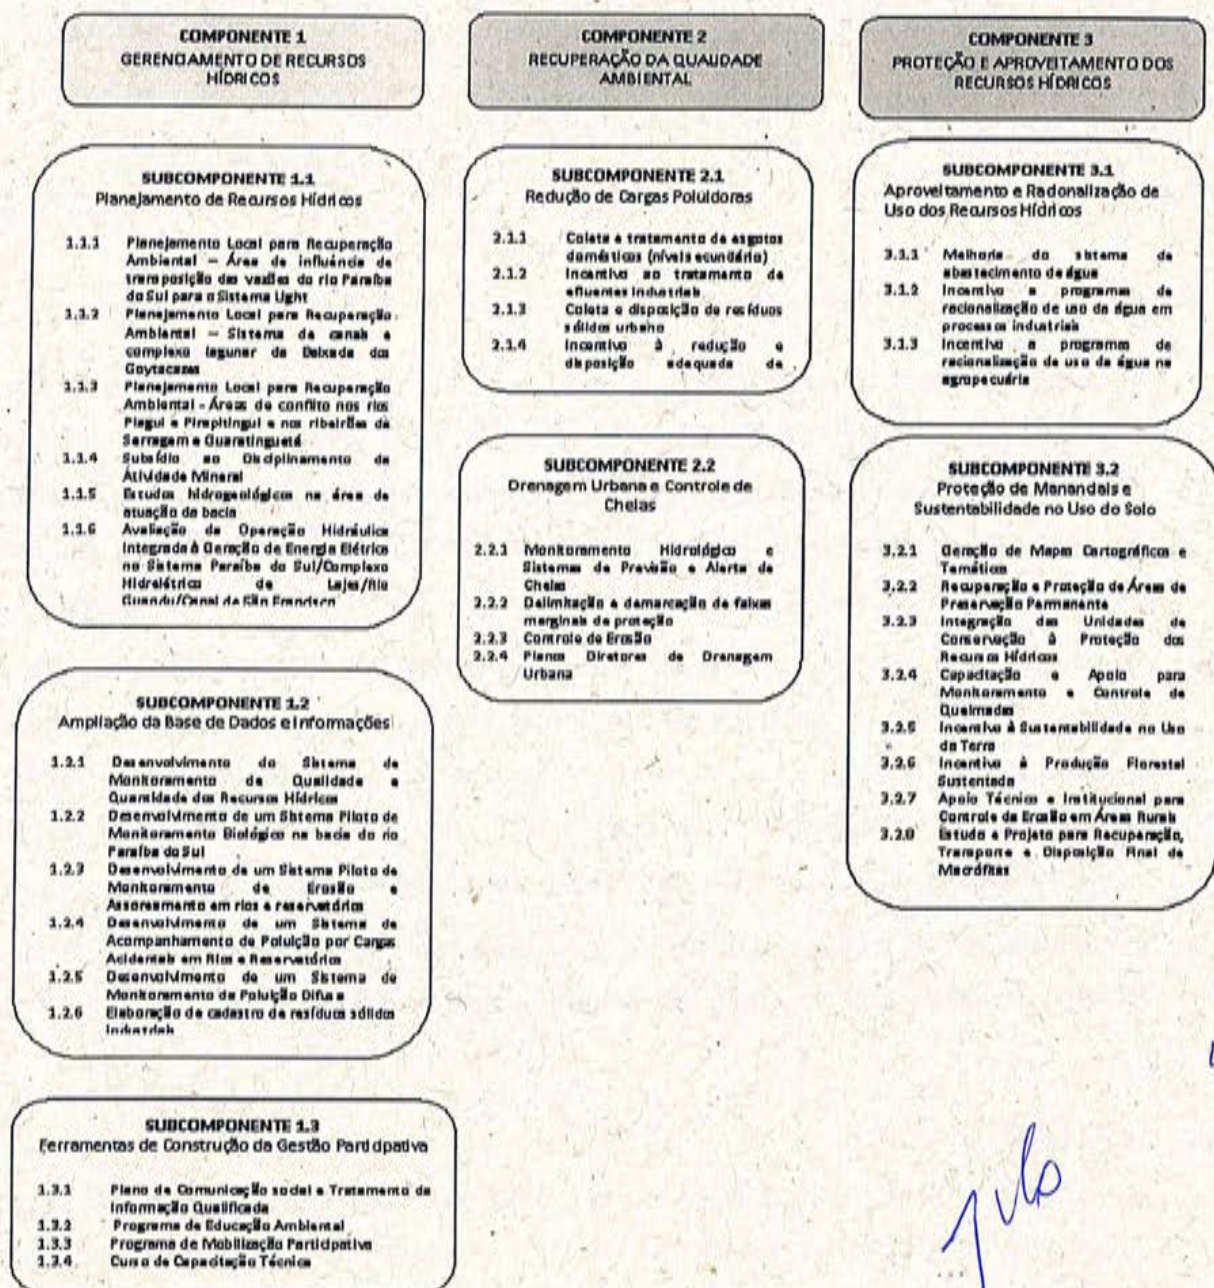 COMPONENTE 1
GERENCIAMENTO DE RECURSOS
HÍDRICOS
SUBCOMPONENTE 1.1
Planejamento de Recursos Hídricos
1.1.1 Planejamento Local para Recuperação
Ambiental – Área de influência de
transposição das vazões do rio Paraíba
do Sul para o Sistema Light
1.1.2 Planejamento Local para Recuperação
Ambiental – Sistema de canais e
complexo lagunar da Baixada dos
Goytacazes
1.1.3 Planejamento Local para Recuperação
Ambiental - Áreas de conflito nos rios
Piagui e Pirapitingui e nos ribeirões da
Serragem e Guaratinguetá
1.1.4 Subsídio ao Disciplinamento da
Atividade Mineral
1.1.5 Estudos hidrogeológicos na área de
atuação da bacia
1.1.6 Avaliação da Operação Hidráulica
Integrada à Geração de Energia Elétrica
no Sistema Paraíba do Sul/Complexo
Hidrelétrico de Lajes/Rio
Guandu/Canal de São Francisco
SUBCOMPONENTE 1.2
Ampliação da Base de Dados e Informações
1.2.1 Desenvolvimento do Sistema de
Monitoramento de Qualidade e
Quantidade dos Recursos Hídricos
1.2.2 Desenvolvimento de um Sistema Piloto de
Monitoramento Biológico na bacia do rio
Paraíba do Sul
1.2.3 Desenvolvimento de um Sistema Piloto de
Monitoramento de Erosão e
Assoreamento em rios e reservatórios
1.2.4 Desenvolvimento de um Sistema de
Acompanhamento de Poluição por Cargas
Acidentais em Rios e Reservatórios
1.2.5 Desenvolvimento de um Sistema de
Monitoramento da Poluição Difusa
1.2.6 Elaboração de cadastro de resíduos sólidos
industriais
SUBCOMPONENTE 1.3
Ferramentas de Construção da Gestão Participativa
1.3.1 Plano de Comunicação social e Tratamento da
Informação Qualificada
1.3.2 Programa de Educação Ambiental
1.3.3 Programa de Mobilização Participativa
1.3.4 Curso de Capacitação Técnica
COMPONENTE 2
RECUPERAÇÃO DA QUALIDADE
AMBIENTAL
SUBCOMPONENTE 2.1
Redução de Cargas Poluidoras
2.1.1 Coleta e tratamento de esgotos
domésticos (nível secundário)
2.1.2 Incentivo ao tratamento de
efluentes industriais
2.1.3 Coleta e disposição de resíduos
sólidos urbano
2.1.4 Incentivo à redução e
disposição adequada de
SUBCOMPONENTE 2.2
Drenagem Urbana e Controle de
Cheias
2.2.1 Monitoramento Hidrológico e
Sistemas de Previsão e Alerta de
Cheias
2.2.2 Delimitação e demarcação de faixas
marginais de proteção
2.2.3 Controle de Erosão
2.2.4 Planos Diretores de Drenagem
Urbana
COMPONENTE 3
PROTEÇÃO E APROVEITAMENTO DOS
RECURSOS HÍDRICOS
SUBCOMPONENTE 3.1
Aproveitamento e Racionalização de
Uso dos Recursos Hídricos
3.1.1 Melhoria do sistema de
abastecimento de água
3.1.2 Incentivo a programas de
racionalização de uso da água em
processos industriais
3.1.3 Incentivo a programas de
racionalização de uso da água na
agropecuária
SUBCOMPONENTE 3.2
Proteção de Mananciais e
Sustentabilidade no Uso do Solo
3.2.1 Geração de Mapas Cartográficos e
Temáticos
3.2.2 Recuperação e Proteção de Áreas de
Preservação Permanente
3.2.3 Integração das Unidades de
Conservação à Proteção dos
Recursos Hídricos
3.2.4 Capacitação e Apoio para
Monitoramento e Controle de
Queimadas
3.2.5 Incentivo à Sustentabilidade no Uso
da Terra
3.2.6 Incentivo à Produção Florestal
Sustentada
3.2.7 Apoio Técnico e Institucional para
Controle da Erosão em Áreas Rurais
3.2.8 Estudo e Projeto para Recuperação,
Transporte e Disposição Final de
Macrófitas